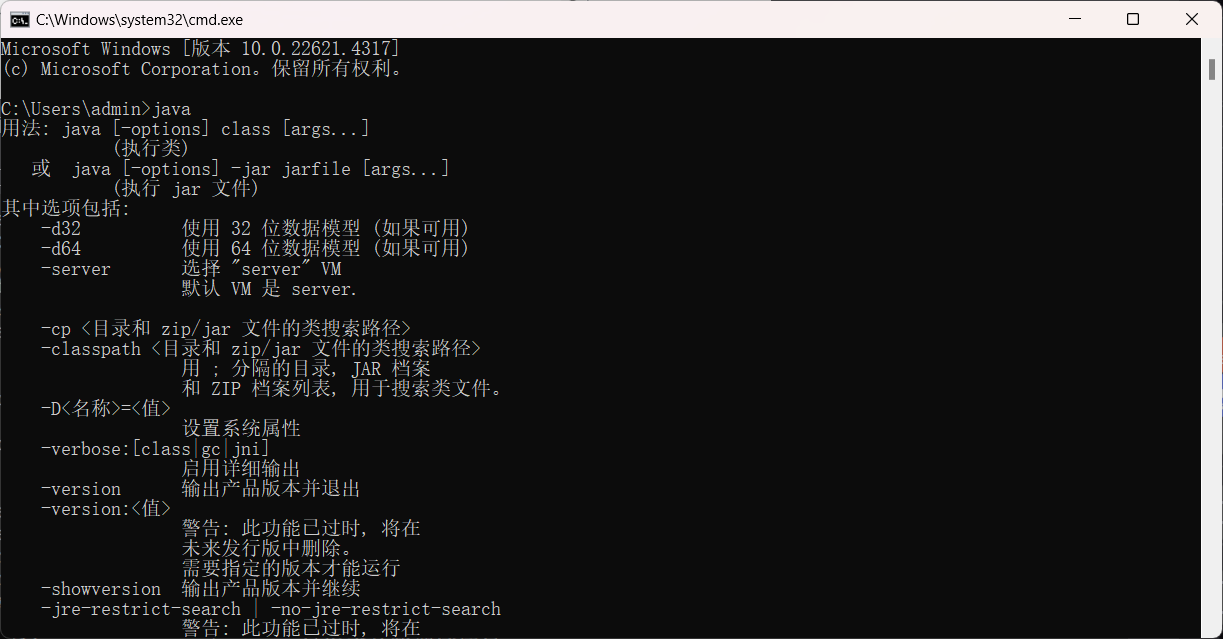 C:\Windows\system32\cmd.exe
Microsoft Windows [版本 10.0.22621.4317]
(c) Microsoft Corporation。保留所有权利。
C:\Users\admin>java
用法: java [-options] class [args...]
(执行类)
或  java [-options] -jar jarfile [args...]
(执行 jar 文件)
其中选项包括:
-d32          使用 32 位数据模型 (如果可用)
-d64          使用 64 位数据模型 (如果可用)
-server       选择 "server" VM
默认 VM 是 server.
-cp <目录和 zip/jar 文件的类搜索路径>
-classpath <目录和 zip/jar 文件的类搜索路径>
用 ; 分隔的目录, JAR 档案
和 ZIP 档案列表, 用于搜索类文件。
-D<名称>=<值>
设置系统属性
-verbose:[class|gc|jni]
启用详细输出
-version      输出产品版本并退出
-version:<值>
警告: 此功能已过时, 将在
未来发行版中删除。
需要指定的版本才能运行
-showversion  输出产品版本并继续
-jre-restrict-search | -no-jre-restrict-search
警告: 此功能已过时, 将在